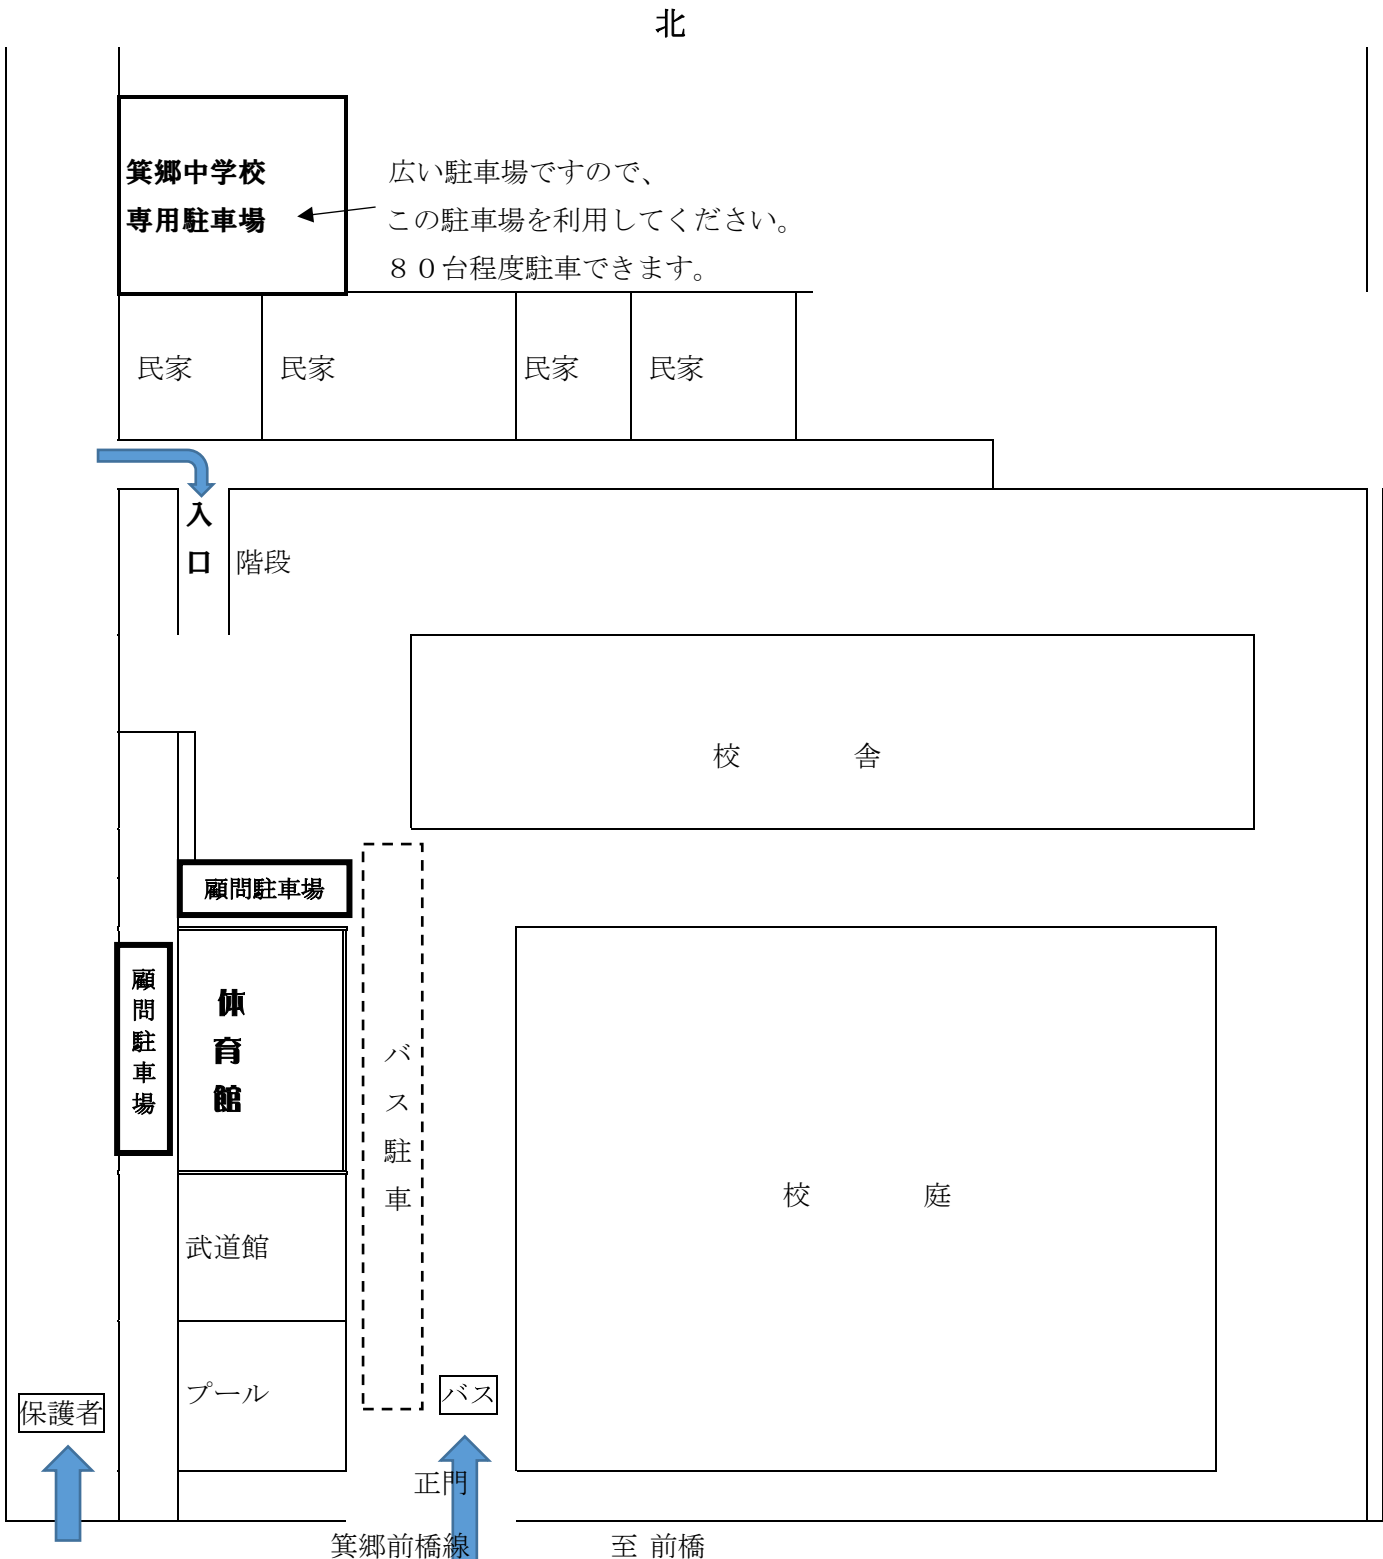 北
箕郷中学校
専用駐車場
広い駐車場ですので、
この駐車場を利用してください。
８０台程度駐車できます。
民家
民家
民家
民家
入口
階段
校　　舎
顧問駐車場
顧問駐車場
体育館
バス駐車
校　　庭
武道館
プール
保護者
バス
正門
箕郷前橋線　　至 前橋